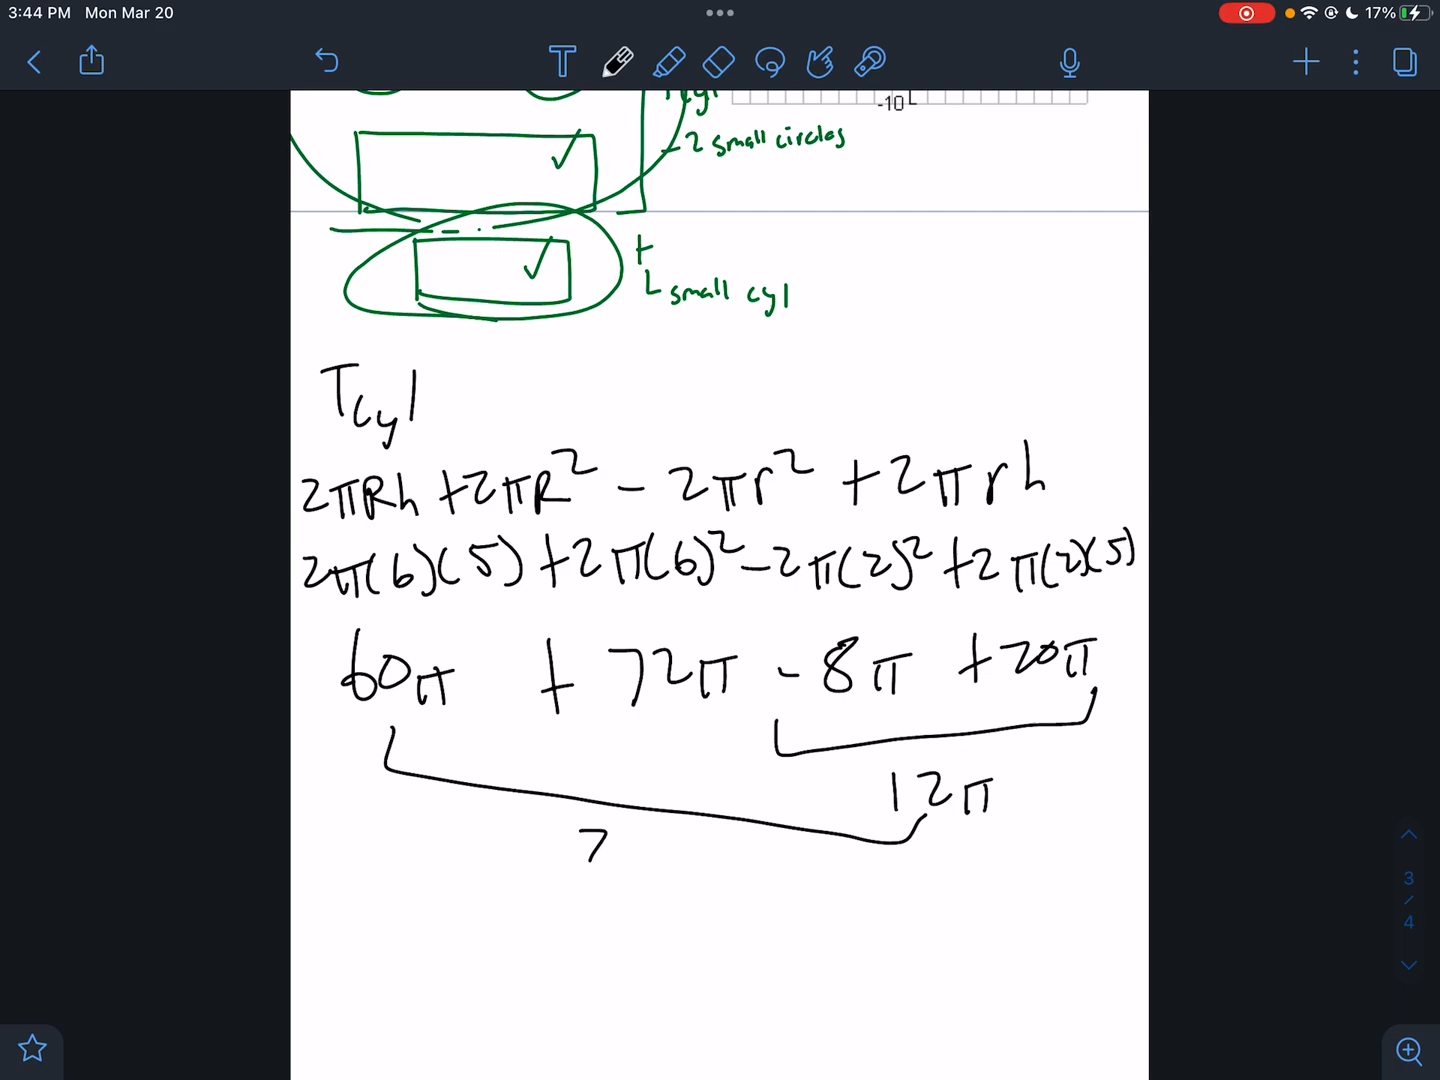 3:44 PM Mon Mar 20
17%
T
-10
cyl
- 2 small circles
+
L small cyl
Tcyl
2πRh + 2πR² - 2πr² + 2πrh
2π(6)(5) + 2π(6)² - 2π(2)² + 2π(2)(5)
60π + 72π - 8π + 20π
12π
7
3
/
4